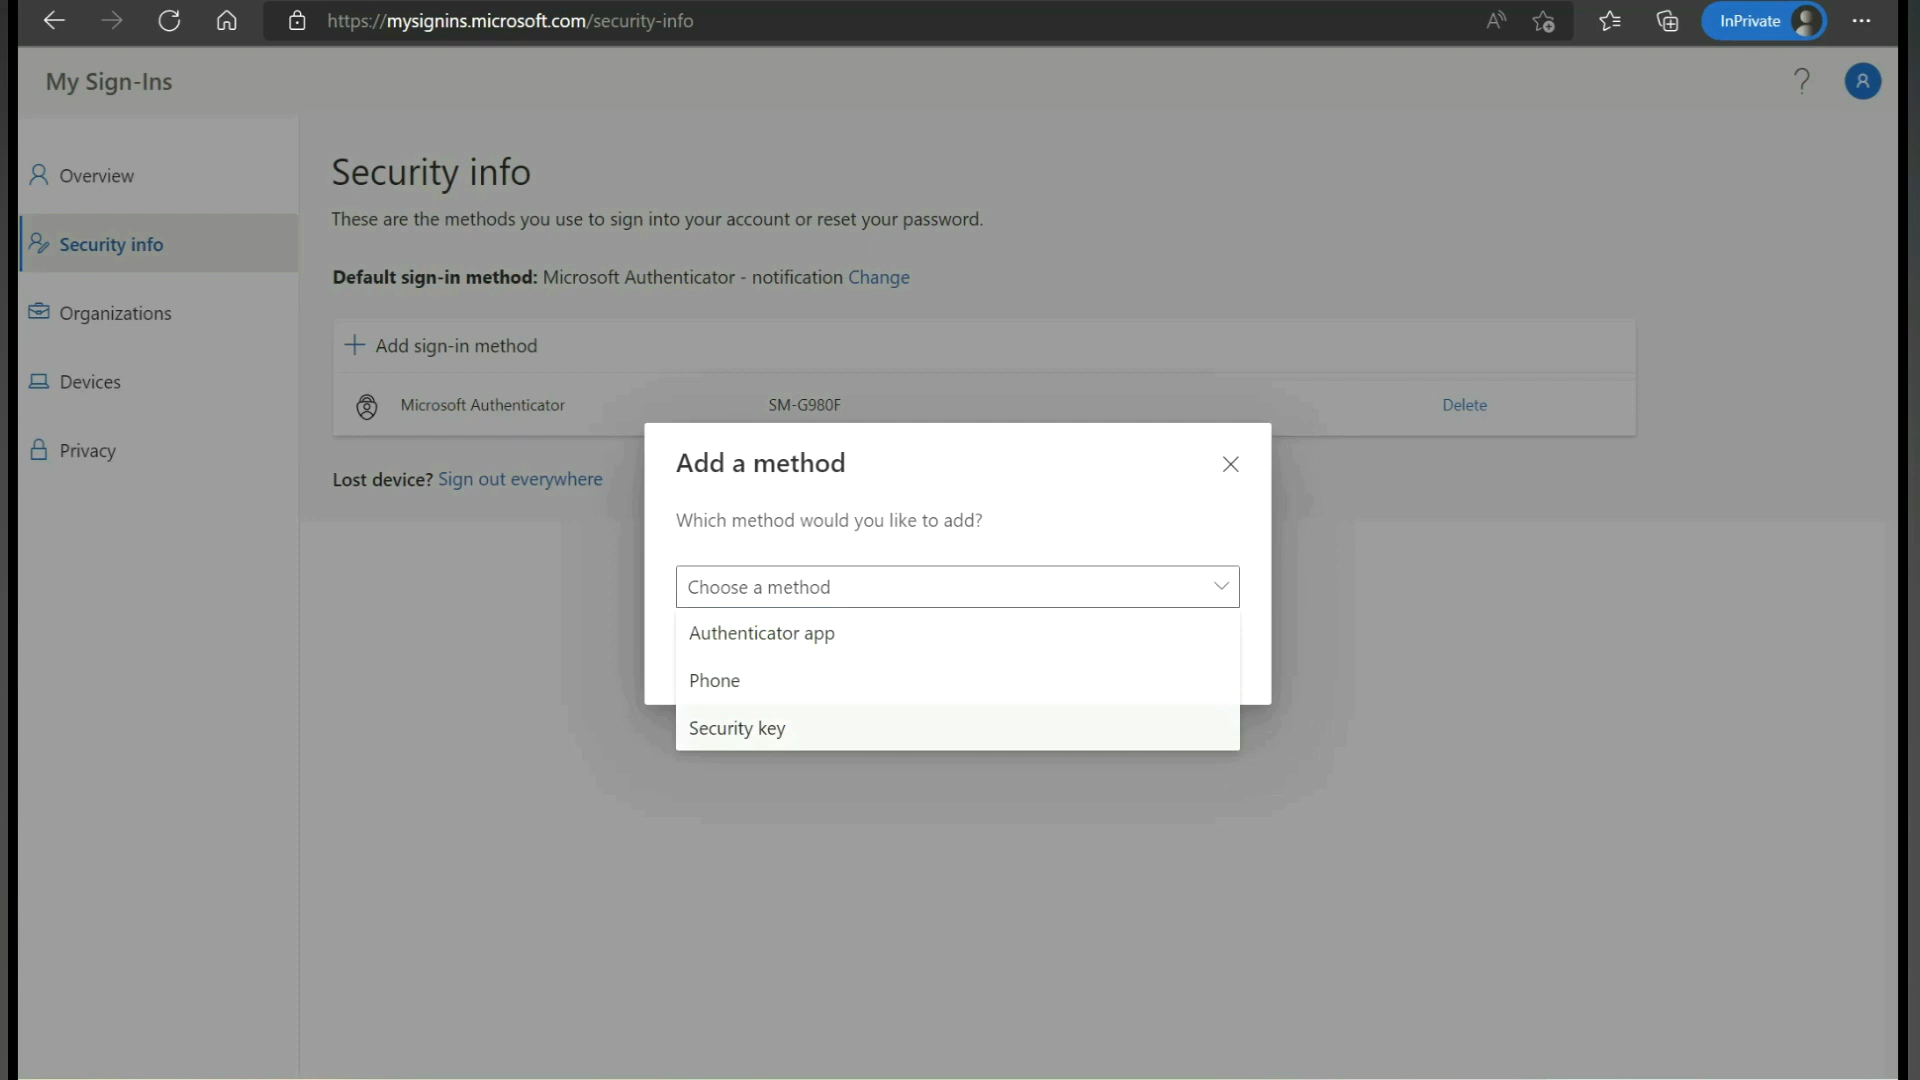 https://mysignins.microsoft.com/security-info
InPrivate
My Sign-Ins
Overview
Security info
Organizations
Devices
Privacy
Security info
These are the methods you use to sign into your account or reset your password.
Default sign-in method: Microsoft Authenticator - notification Change
Add sign-in method
Microsoft Authenticator SM-G980F Delete
Lost device? Sign out everywhere
Add a method
Which method would you like to add?
Choose a method
Authenticator app
Phone
Security key